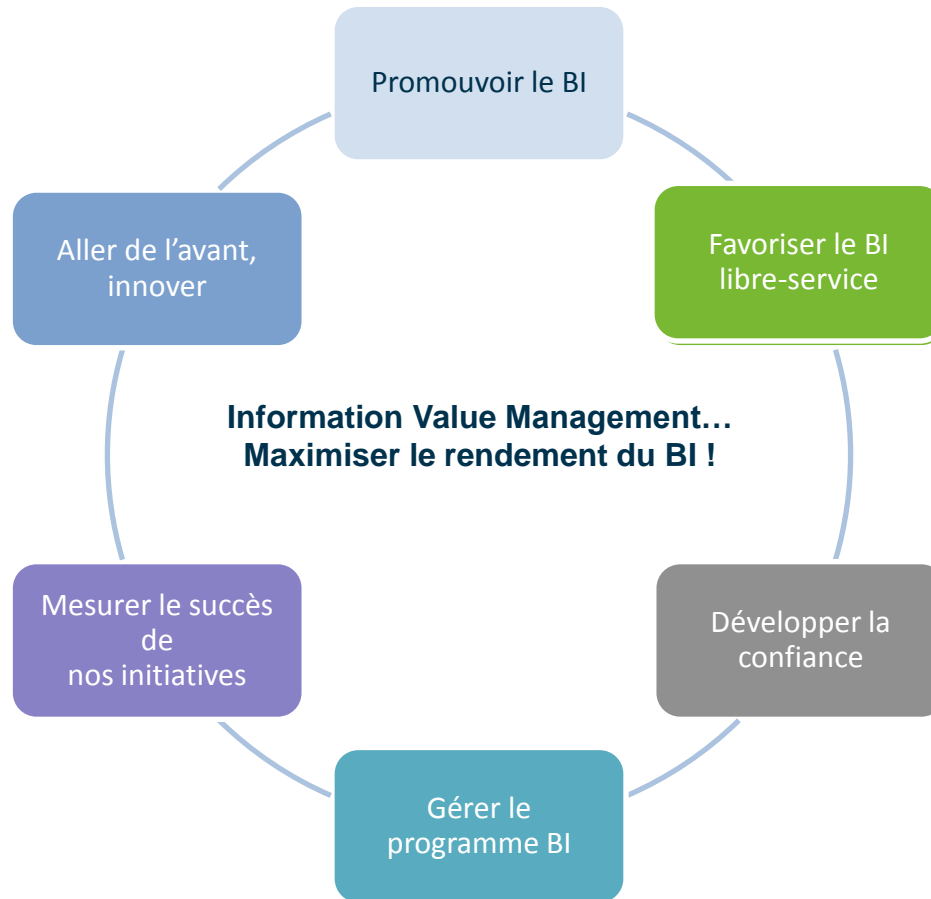 Promouvoir le BI
Aller de l’avant,
innover
Favoriser le BI
libre-service
Information Value Management…
Maximiser le rendement du BI !
Mesurer le succès
de
nos initiatives
Développer la
confiance
Gérer le
programme BI